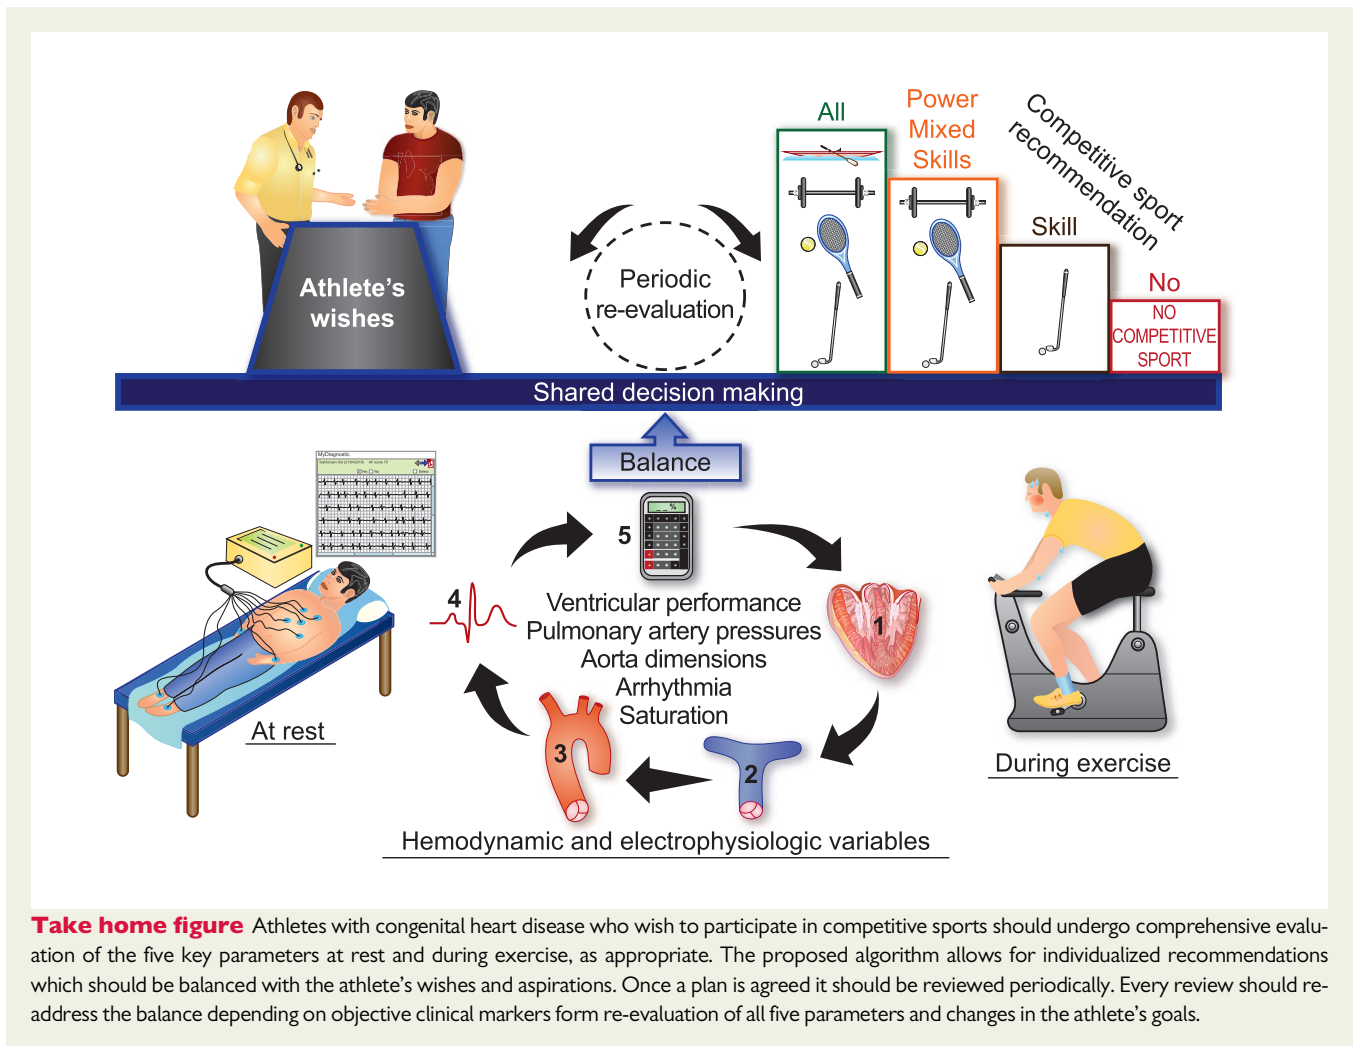 All
Power
Mixed
Skills
Competitive sport
recommendation
Skill
No
NO
COMPETITIVE
SPORT
Athlete's
wishes
Periodic
re-evaluation
Shared decision making
Balance
MyDiagnostic
Yes No
Select
%
5
4
1
Ventricular performance
Pulmonary artery pressures
Aorta dimensions
Arrhythmia
Saturation
3
2
At rest
During exercise
Hemodynamic and electrophysiologic variables
Take home figure Athletes with congenital heart disease who wish to participate in competitive sports should undergo comprehensive evalu-
ation of the five key parameters at rest and during exercise, as appropriate. The proposed algorithm allows for individualized recommendations
which should be balanced with the athlete's wishes and aspirations. Once a plan is agreed it should be reviewed periodically. Every review should re-
address the balance depending on objective clinical markers form re-evaluation of all five parameters and changes in the athlete's goals.